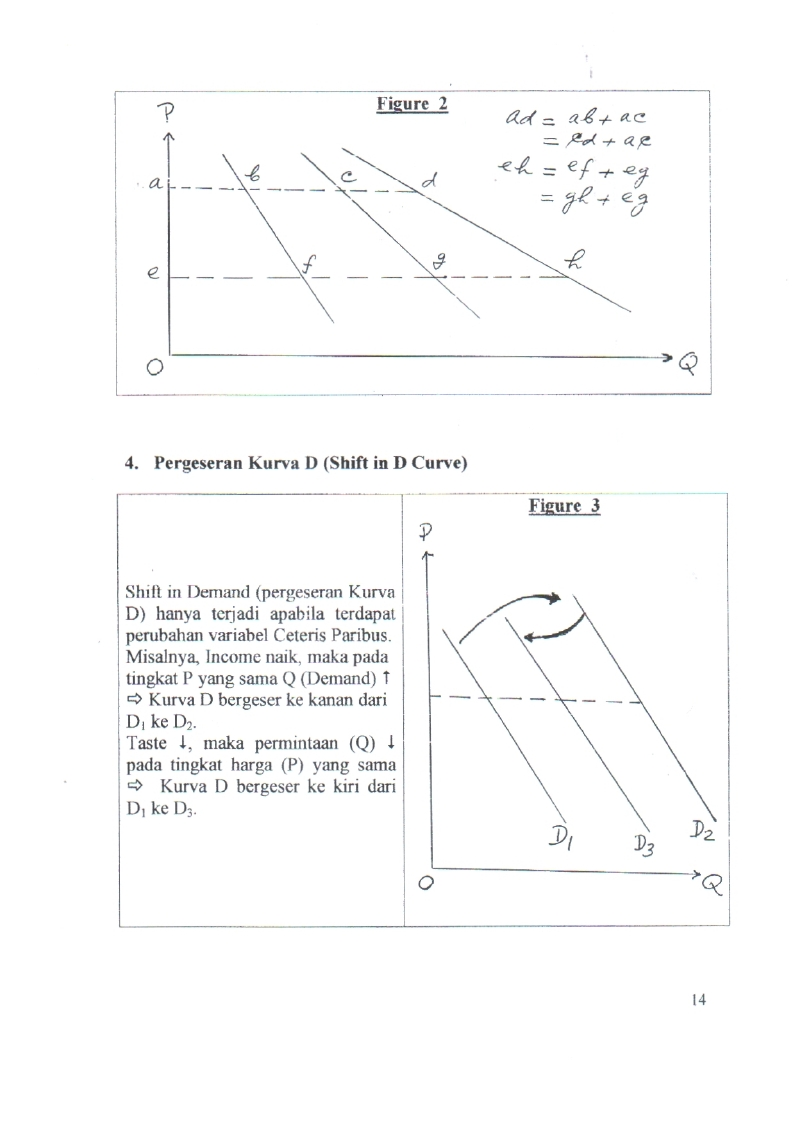 Figure 2
P
ad = ab + ac
= cd + ac
eh = ef + eg
= gh + eg
a b c d
e f g h
O Q
4. Pergeseran Kurva D (Shift in D Curve)
Figure 3
P
Shift in Demand (pergeseran Kurva
D) hanya terjadi apabila terdapat
perubahan variabel Ceteris Paribus.
Misalnya, Income naik, maka pada
tingkat P yang sama Q (Demand) ↑
⇨ Kurva D bergeser ke kanan dari
D₁ ke D₂.
Taste ↓, maka permintaan (Q) ↓
pada tingkat harga (P) yang sama
⇨ Kurva D bergeser ke kiri dari
D₁ ke D₃.
D₁ D₃ D₂
O Q
14